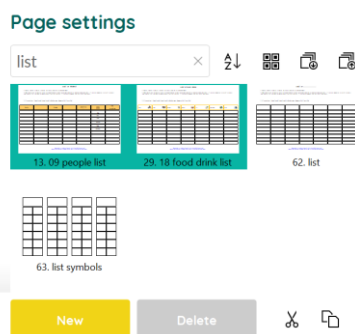 Page settings
list
13. 09 people list
29. 18 food drink list
62. list
63. list symbols
New
Delete